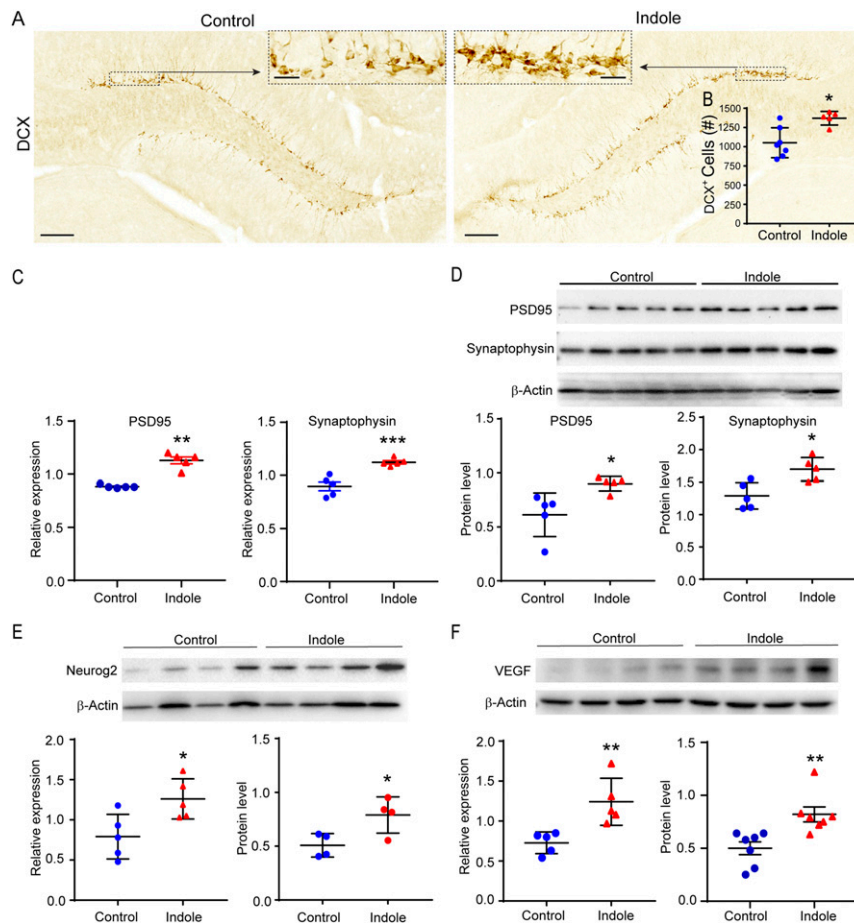 A
Control
Indole
DCX
B
*
DCX⁺ Cells (#)
1500
1250
1000
750
500
250
0
Control Indole
C
PSD95
**
Relative expression
1.5
1.0
0.5
0.0
Control Indole
Synaptophysin
***
Relative expression
1.5
1.0
0.5
0.0
Control Indole
D
Control Indole
PSD95
Synaptophysin
β-Actin
PSD95
*
Protein level
1.5
1.0
0.5
0.0
Control Indole
Synaptophysin
*
Protein level
2.5
2.0
1.5
1.0
0.5
0.0
Control Indole
E
Control Indole
Neurog2
β-Actin
*
Relative expression
2.0
1.5
1.0
0.5
0.0
Control Indole
*
Protein level
1.5
1.0
0.5
0.0
Control Indole
F
Control Indole
VEGF
β-Actin
**
Relative expression
2.0
1.5
1.0
0.5
0.0
Control Indole
**
Protein level
1.5
1.0
0.5
0.0
Control Indole